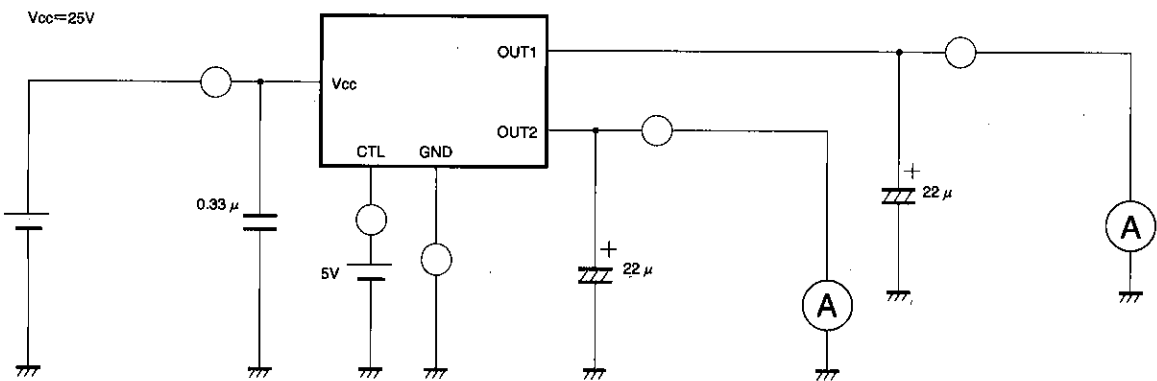 Vcc=25V
OUT1
Vcc
OUT2
CTL
GND
+
22 μ
0.33 μ
A
+
5V
22 μ
A